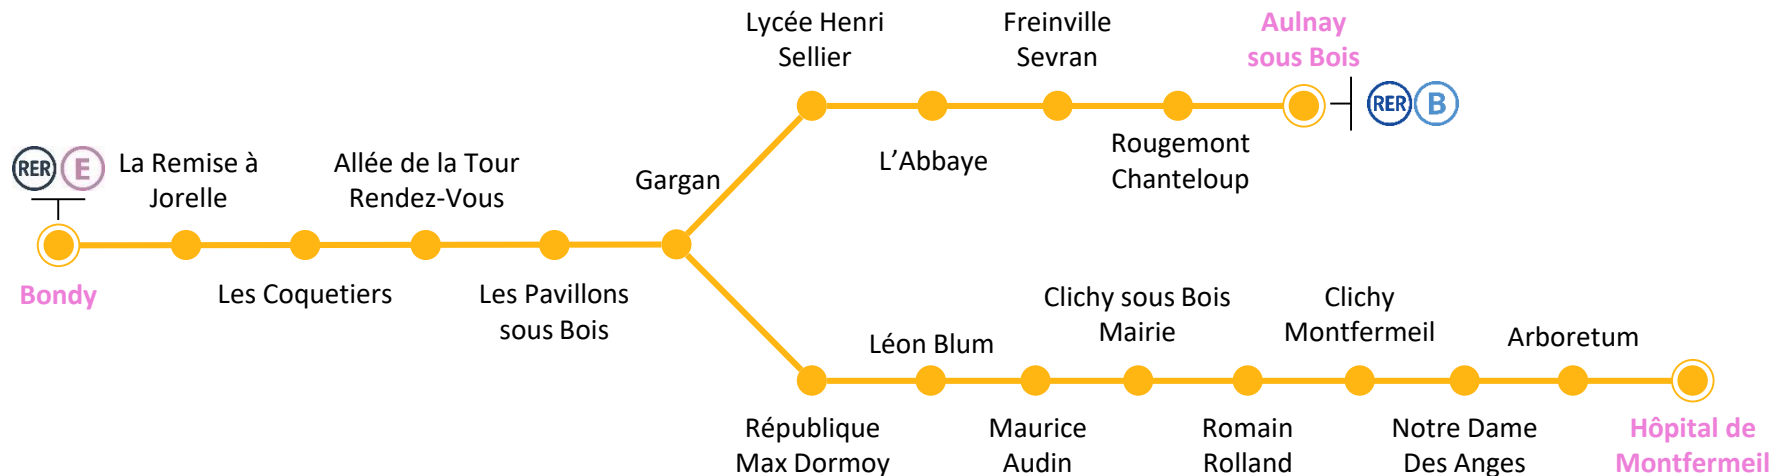 Lycée Henri
Sellier
Freinville
Sevran
Aulnay
sous Bois
RER B
L'Abbaye
Rougemont
Chanteloup
RER E
La Remise à
Jorelle
Allée de la Tour
Rendez-Vous
Gargan
Bondy
Les Coquetiers
Les Pavillons
sous Bois
Léon Blum
Clichy sous Bois
Mairie
Clichy
Montfermeil
Arboretum
République
Max Dormoy
Maurice
Audin
Romain
Rolland
Notre Dame
Des Anges
Hôpital de
Montfermeil